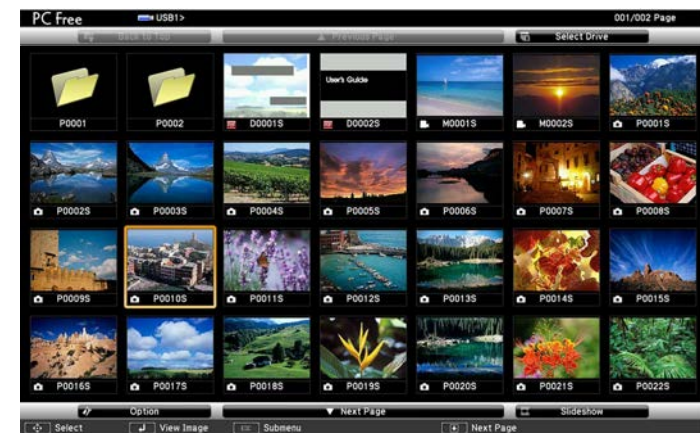 PC Free USB1> 001/002 Page
Back to Top ▲ Previous Page Select Drive
User's Guide
P0001 P0002 D0001S D0002S M0001S M0002S P0001S
P0002S P0003S P0004S P0005S P0006S P0007S P0008S
P0009S P0010S P0011S P0012S P0013S P0014S P0015S
P0016S P0017S P0018S P0019S P0020S P0021S P0022S
Option ▼ Next Page Slideshow
Select View Image Esc Submenu Next Page